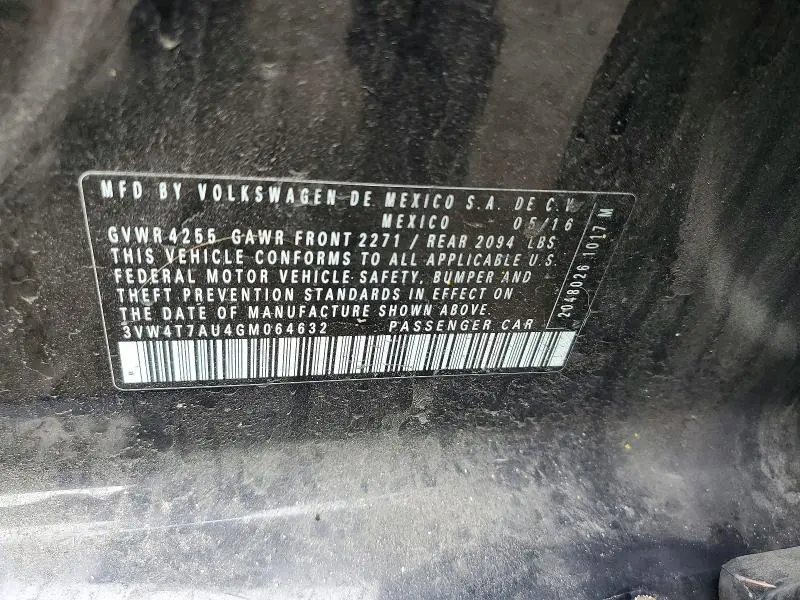 MFD BY VOLKSWAGEN DE MEXICO S.A. DE C.V.
MEXICO 05/16
GVWR 4255 GAWR FRONT 2271 / REAR 2094 LBS
THIS VEHICLE CONFORMS TO ALL APPLICABLE U.S.
FEDERAL MOTOR VEHICLE SAFETY, BUMPER AND
THEFT PREVENTION STANDARDS IN EFFECT ON
THE DATE OF MANUFACTURE SHOWN ABOVE.
3VW4T7AU4GM064632 PASSENGER CAR
2048026 1017 M